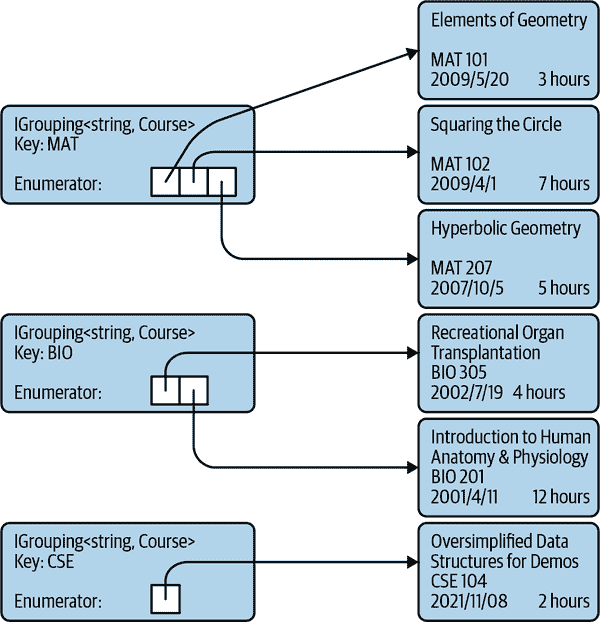 Elements of Geometry
MAT 101
2009/5/20 3 hours
IGrouping<string, Course>
Key: MAT
Enumerator:
Squaring the Circle
MAT 102
2009/4/1 7 hours
Hyperbolic Geometry
MAT 207
2007/10/5 5 hours
IGrouping<string, Course>
Key: BIO
Enumerator:
Recreational Organ
Transplantation
BIO 305
2002/7/19 4 hours
Introduction to Human
Anatomy & Physiology
BIO 201
2001/4/11 12 hours
IGrouping<string, Course>
Key: CSE
Enumerator:
Oversimplified Data
Structures for Demos
CSE 104
2021/11/08 2 hours